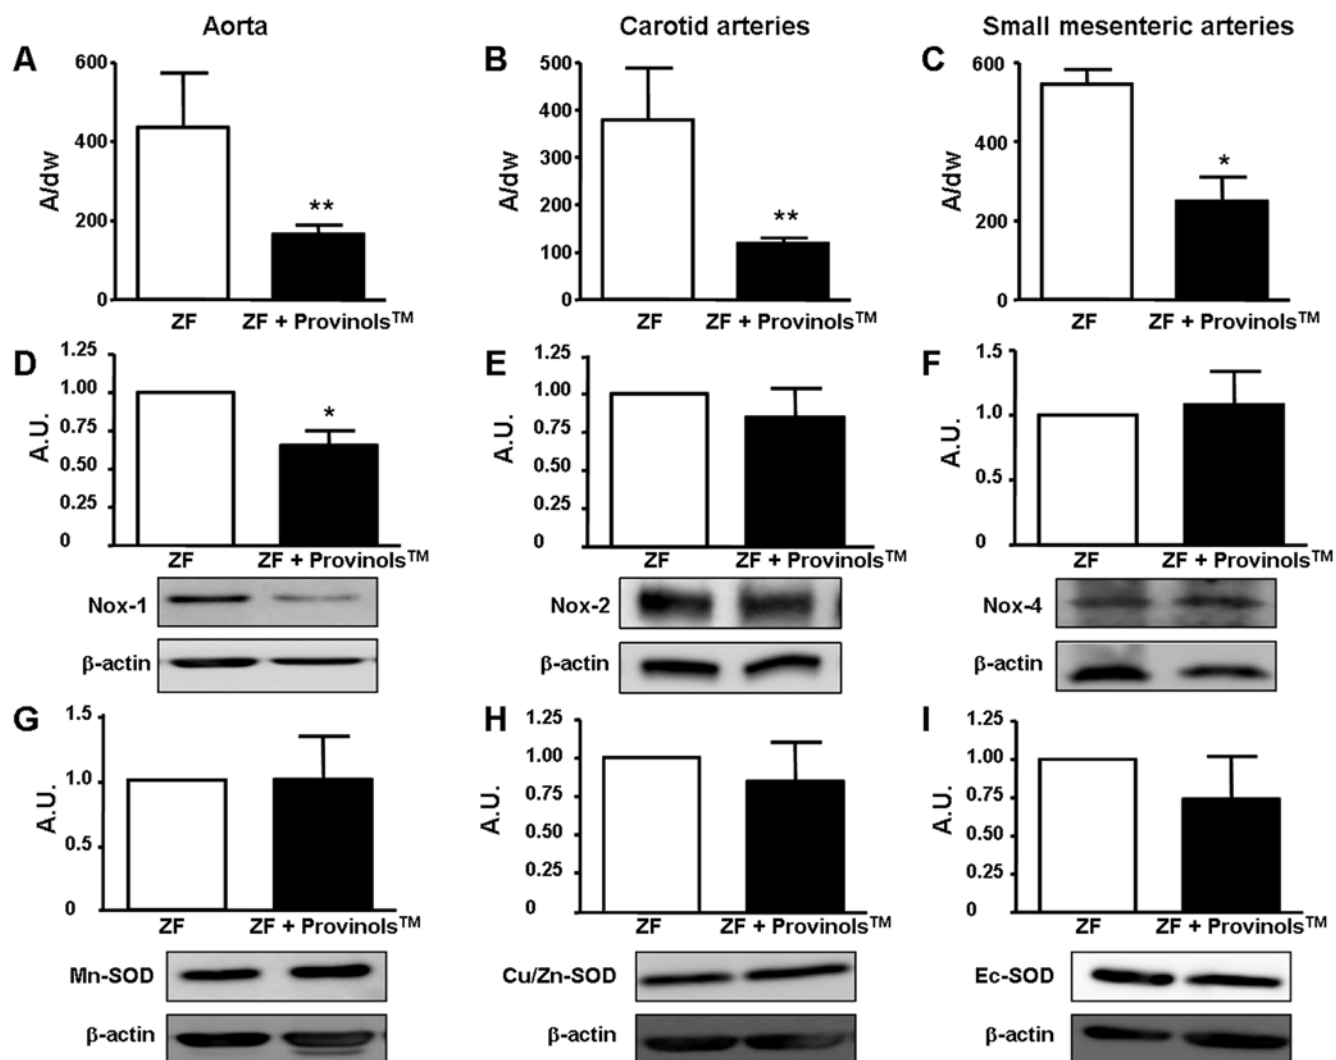 Aorta Carotid arteries Small mesenteric arteries
A B C
600 500 600
400
400 400
300
A/dw A/dw A/dw
200 200 200
100
0 0 0
** ** *
ZF ZF + Provinols™ ZF ZF + Provinols™ ZF ZF + Provinols™
D E F
1.25 1.25 1.5
1.00 1.00 1.0
0.75 0.75
A.U. A.U. A.U.
0.50 0.50 0.5
0.25 0.25
0 0 0
*
ZF ZF + Provinols™ ZF ZF + Provinols™ ZF ZF + Provinols™
Nox-1 Nox-2 Nox-4
β-actin β-actin β-actin
G H I
1.5 1.25 1.25
1.0 1.00 1.00
0.75 0.75
A.U. A.U. A.U.
0.5 0.50 0.50
0.25 0.25
0 0 0
ZF ZF + Provinols™ ZF ZF + Provinols™ ZF ZF + Provinols™
Mn-SOD Cu/Zn-SOD Ec-SOD
β-actin β-actin β-actin